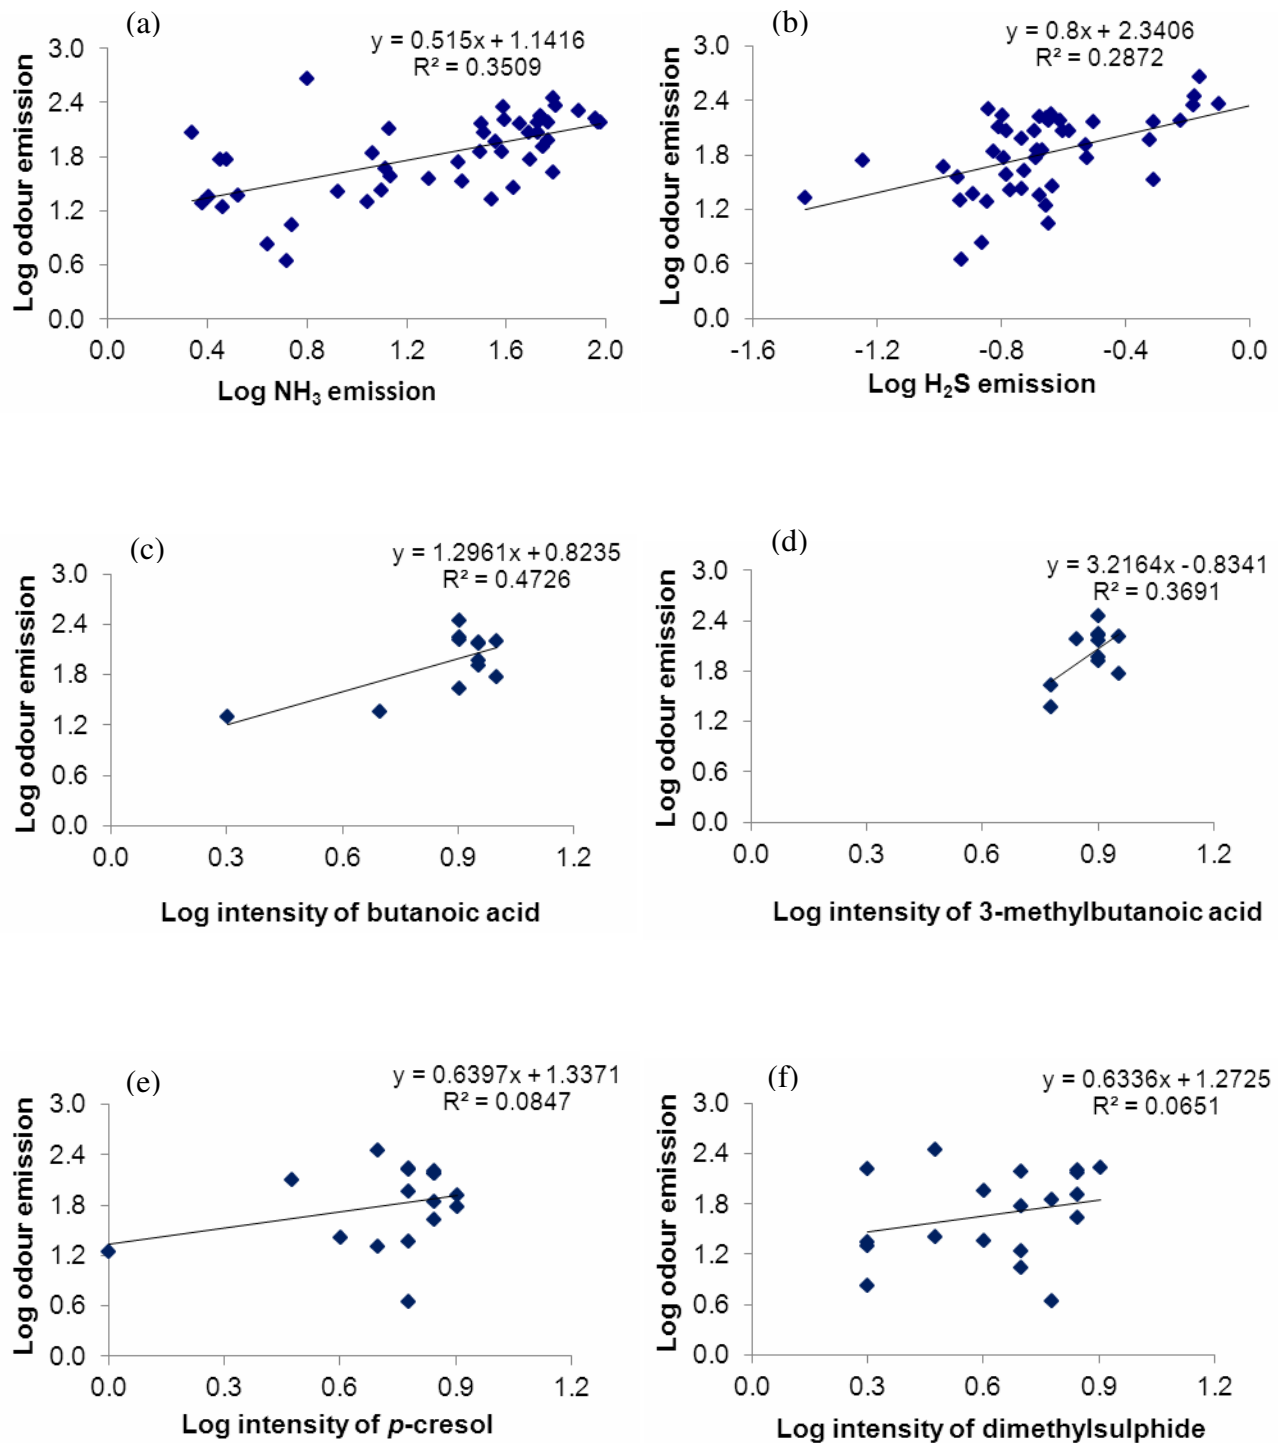 (a)
y = 0.515x + 1.1416
R² = 0.3509
Log odour emission
3.0
2.4
1.8
1.2
0.6
0.0
0.0 0.4 0.8 1.2 1.6 2.0
Log NH₃ emission
(b)
y = 0.8x + 2.3406
R² = 0.2872
Log odour emission
3.0
2.4
1.8
1.2
0.6
0.0
-1.6 -1.2 -0.8 -0.4 0.0
Log H₂S emission
(c)
y = 1.2961x + 0.8235
R² = 0.4726
Log odour emission
3.0
2.4
1.8
1.2
0.6
0.0
0.0 0.3 0.6 0.9 1.2
Log intensity of butanoic acid
(d)
y = 3.2164x - 0.8341
R² = 0.3691
Log odour emission
3.0
2.4
1.8
1.2
0.6
0.0
0.0 0.3 0.6 0.9 1.2
Log intensity of 3-methylbutanoic acid
(e)
y = 0.6397x + 1.3371
R² = 0.0847
Log odour emission
3.0
2.4
1.8
1.2
0.6
0.0
0.0 0.3 0.6 0.9 1.2
Log intensity of p-cresol
(f)
y = 0.6336x + 1.2725
R² = 0.0651
Log odour emission
3.0
2.4
1.8
1.2
0.6
0.0
0.0 0.3 0.6 0.9 1.2
Log intensity of dimethylsulphide